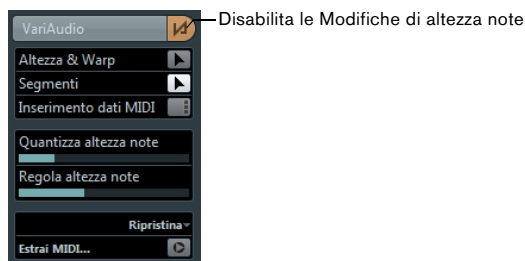 VariAudio
Disabilita le Modifiche di altezza note
Altezza & Warp
Segmenti
Inserimento dati MIDI
Quantizza altezza note
Regola altezza note
Ripristina
Estrai MIDI...